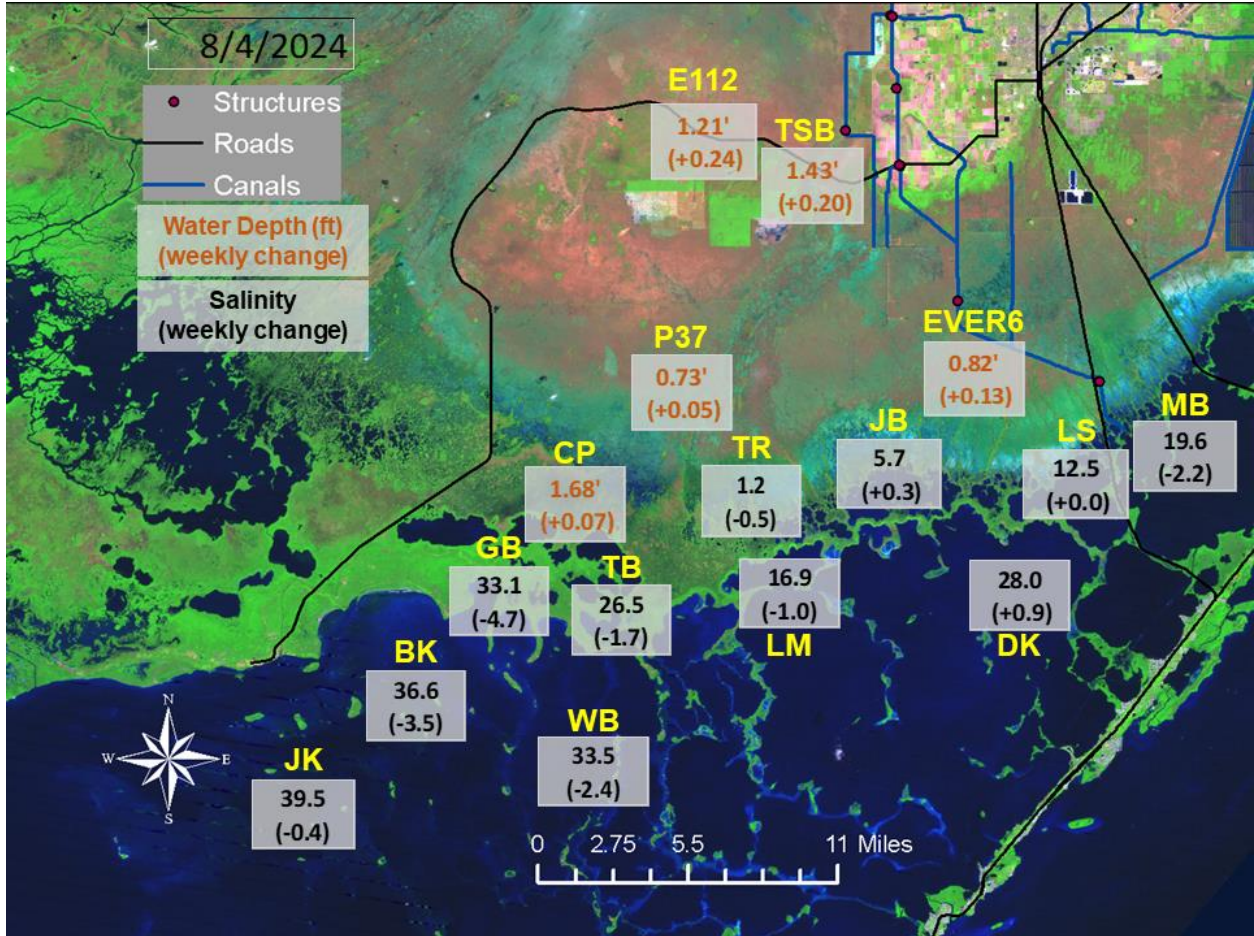 8/4/2024
Structures
Roads
Canals
Water Depth (ft)
(weekly change)
Salinity
(weekly change)
E112
1.21'
(+0.24)
TSB
1.43'
(+0.20)
P37
0.73'
(+0.05)
EVER6
0.82'
(+0.13)
CP
1.68'
(+0.07)
TR
1.2
(-0.5)
JB
5.7
(+0.3)
LS
12.5
(+0.0)
MB
19.6
(-2.2)
GB
33.1
(-4.7)
TB
26.5
(-1.7)
16.9
(-1.0)
LM
28.0
(+0.9)
DK
BK
36.6
(-3.5)
WB
33.5
(-2.4)
JK
39.5
(-0.4)
N
W E
S
0 2.75 5.5 11 Miles